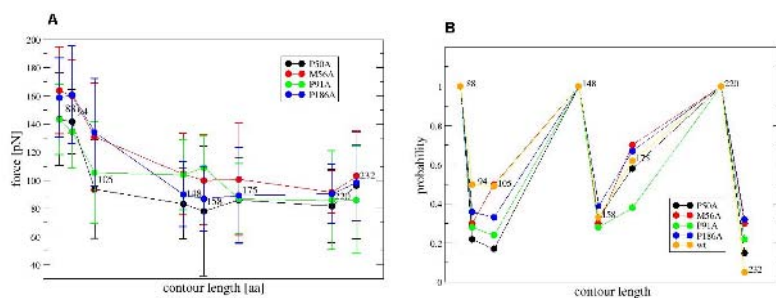 A
200
180
160
140
120
100
80
60
40
force [pN]
contour length [aa]
P50A
M56A
P91A
P186A
88
94
105
148
158
175
232
B
1
0.8
0.6
0.4
0.2
0
probability
contour length
88
94
105
148
158
175
220
232
P50A
M56A
P91A
P186A
wt